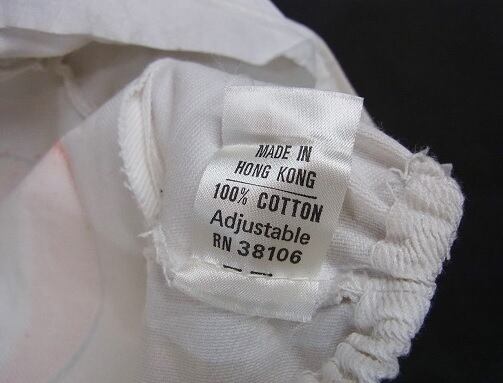 MADE IN
HONG KONG
100% COTTON
Adjustable
RN 38106